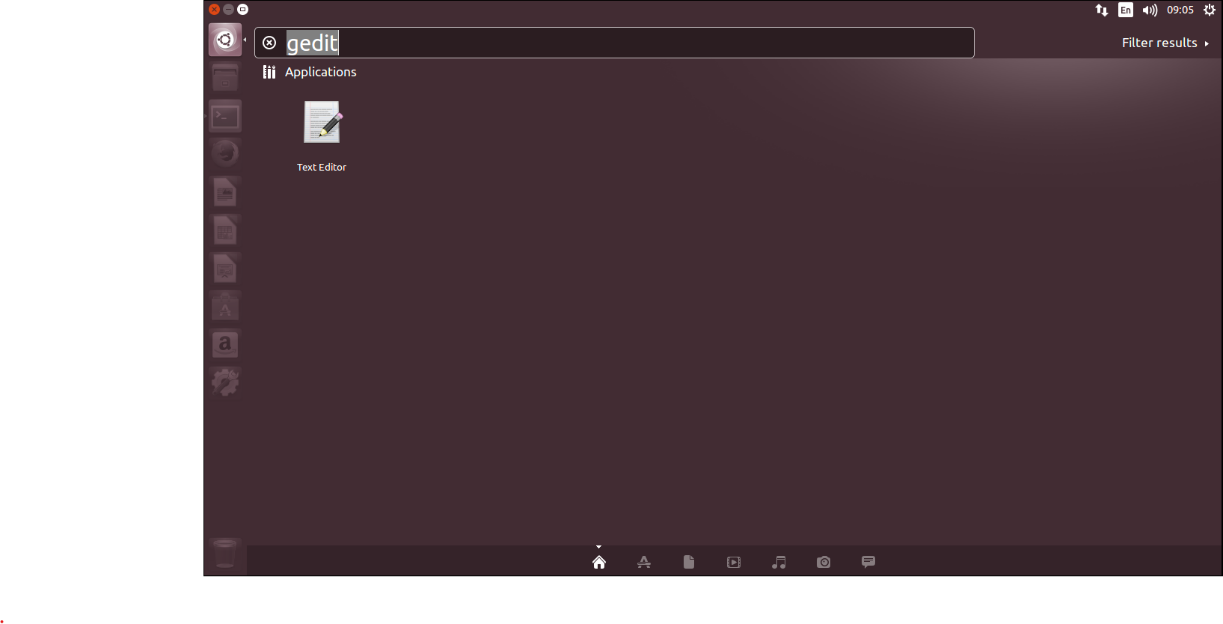 En 09:05
gedit
Filter results
Applications
Text Editor